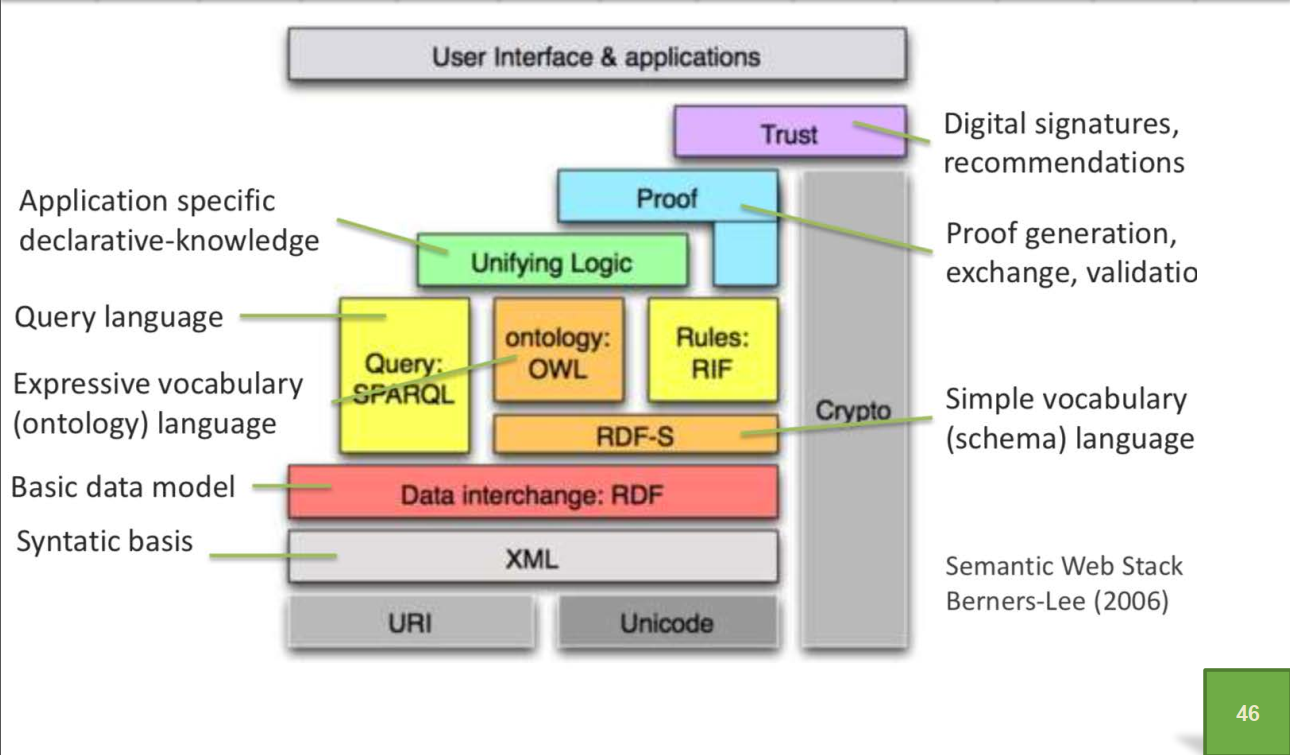 User Interface & applications
Trust
Digital signatures,
recommendations
Proof
Application specific
declarative-knowledge
Proof generation,
exchange, validatio
Unifying Logic
Query language
Query:
SPARQL
ontology:
OWL
Rules:
RIF
Expressive vocabulary
(ontology) language
Crypto
Simple vocabulary
(schema) language
RDF-S
Basic data model
Data interchange: RDF
Syntatic basis
XML
Semantic Web Stack
Berners-Lee (2006)
URI
Unicode
46